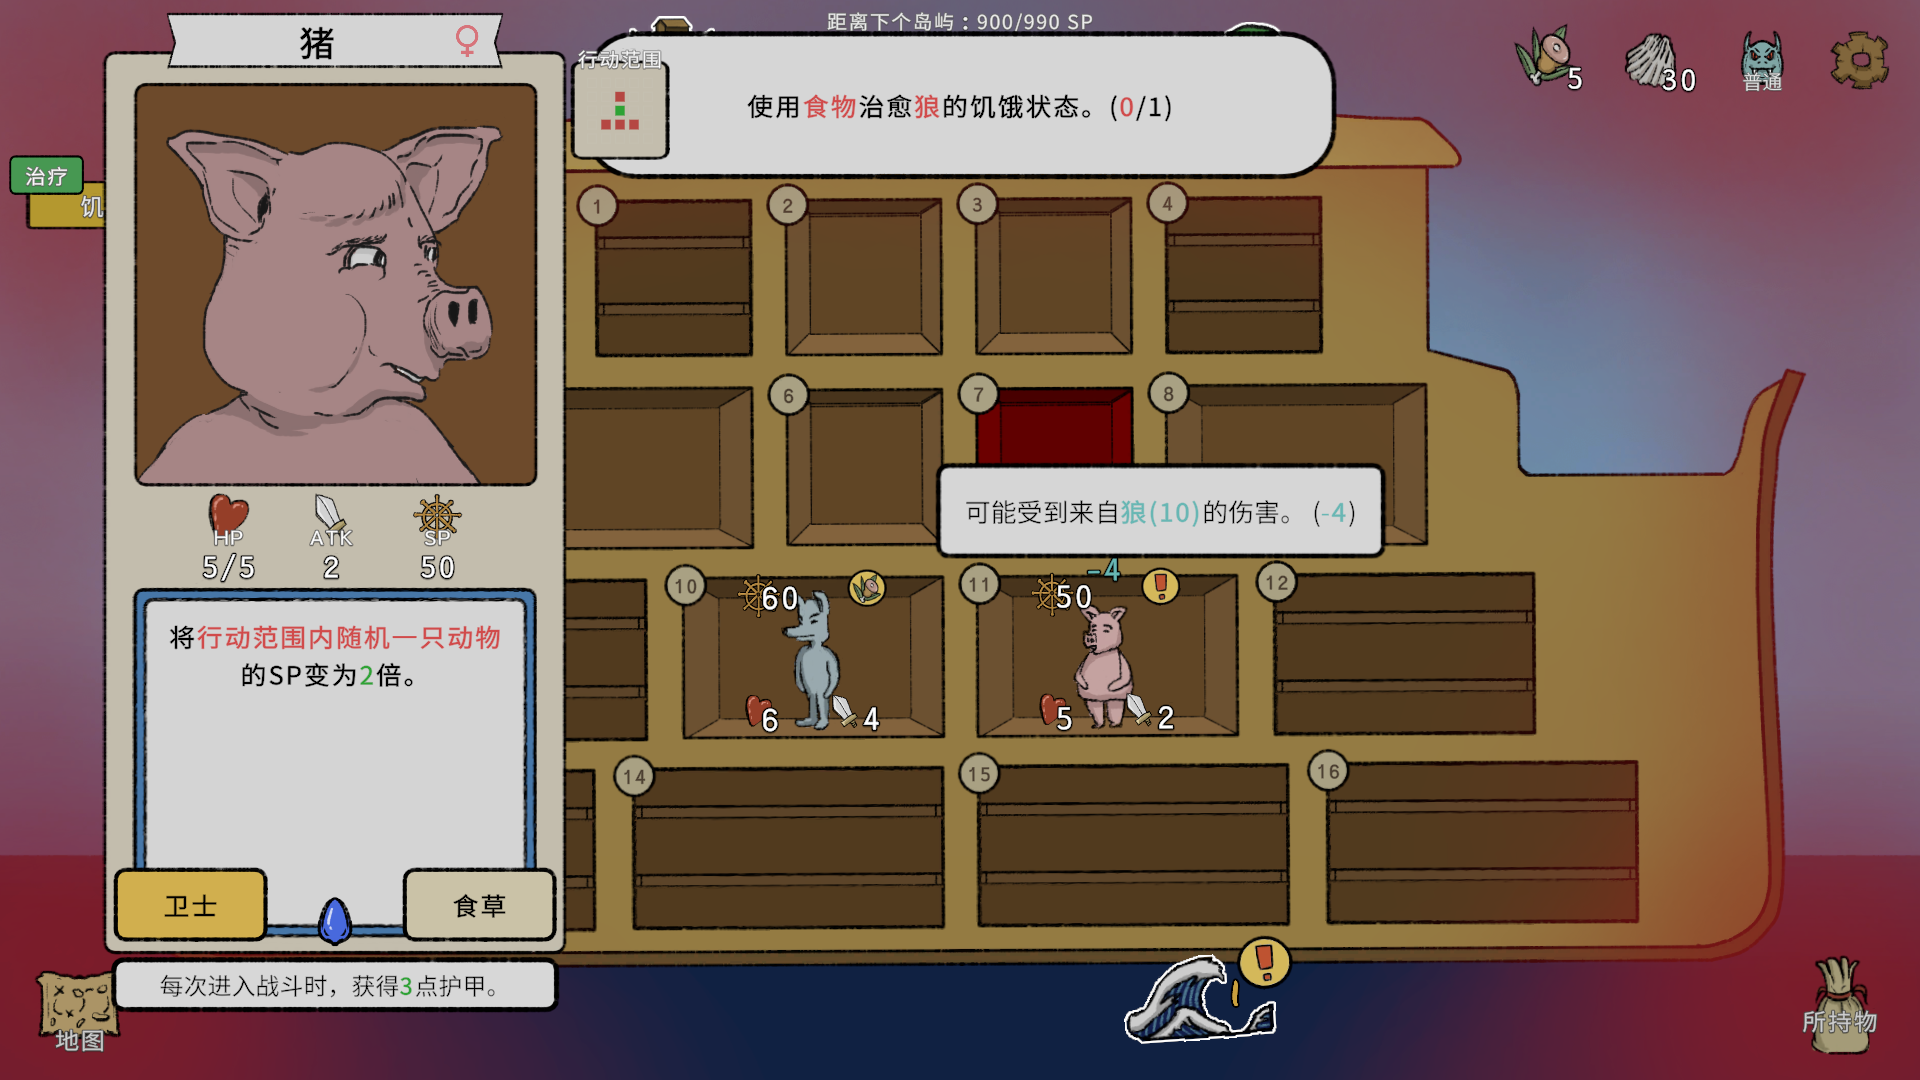 距离下个岛屿：900/990 SP
猪
行动范围
使用食物治愈狼的饥饿状态。(0/1)
5
30
普通
治疗
饥
1
2
3
4
6
7
8
可能受到来自狼(10)的伤害。 (-4)
HP
ATK
SP
5/5
2
50
10
60
6
4
11
-4
50
5
2
12
将行动范围内随机一只动物
的SP变为2倍。
14
15
16
卫士
食草
每次进入战斗时，获得3点护甲。
地图
所持物